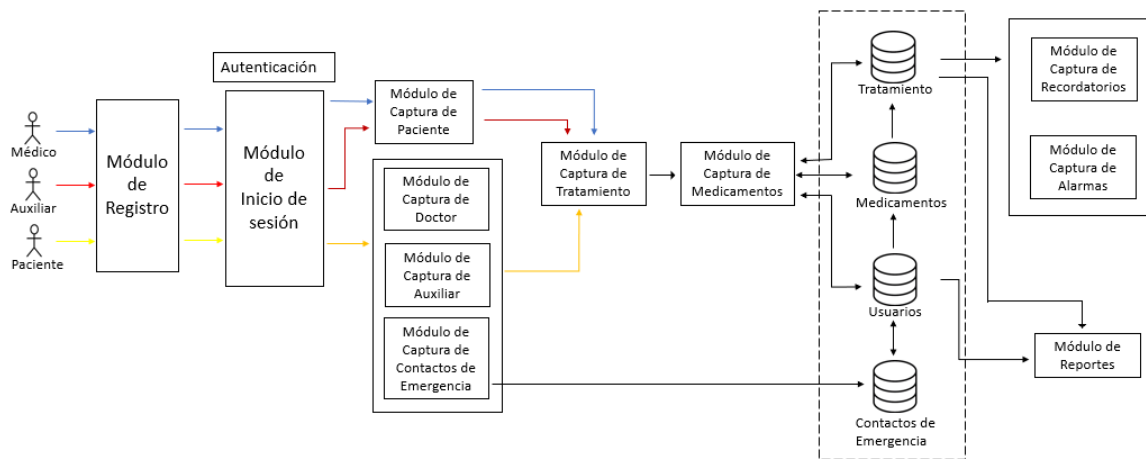 Médico
Auxiliar
Paciente
Módulo
de
Registro
Autenticación
Módulo
de
Inicio de
sesión
Módulo de
Captura de
Paciente
Módulo de
Captura de
Doctor
Módulo de
Captura de
Auxiliar
Módulo de
Captura de
Contactos de
Emergencia
Módulo de
Captura de
Tratamiento
Módulo de
Captura de
Medicamentos
Tratamiento
Medicamentos
Usuarios
Contactos de
Emergencia
Módulo de
Captura de
Recordatorios
Módulo de
Captura de
Alarmas
Módulo de
Reportes